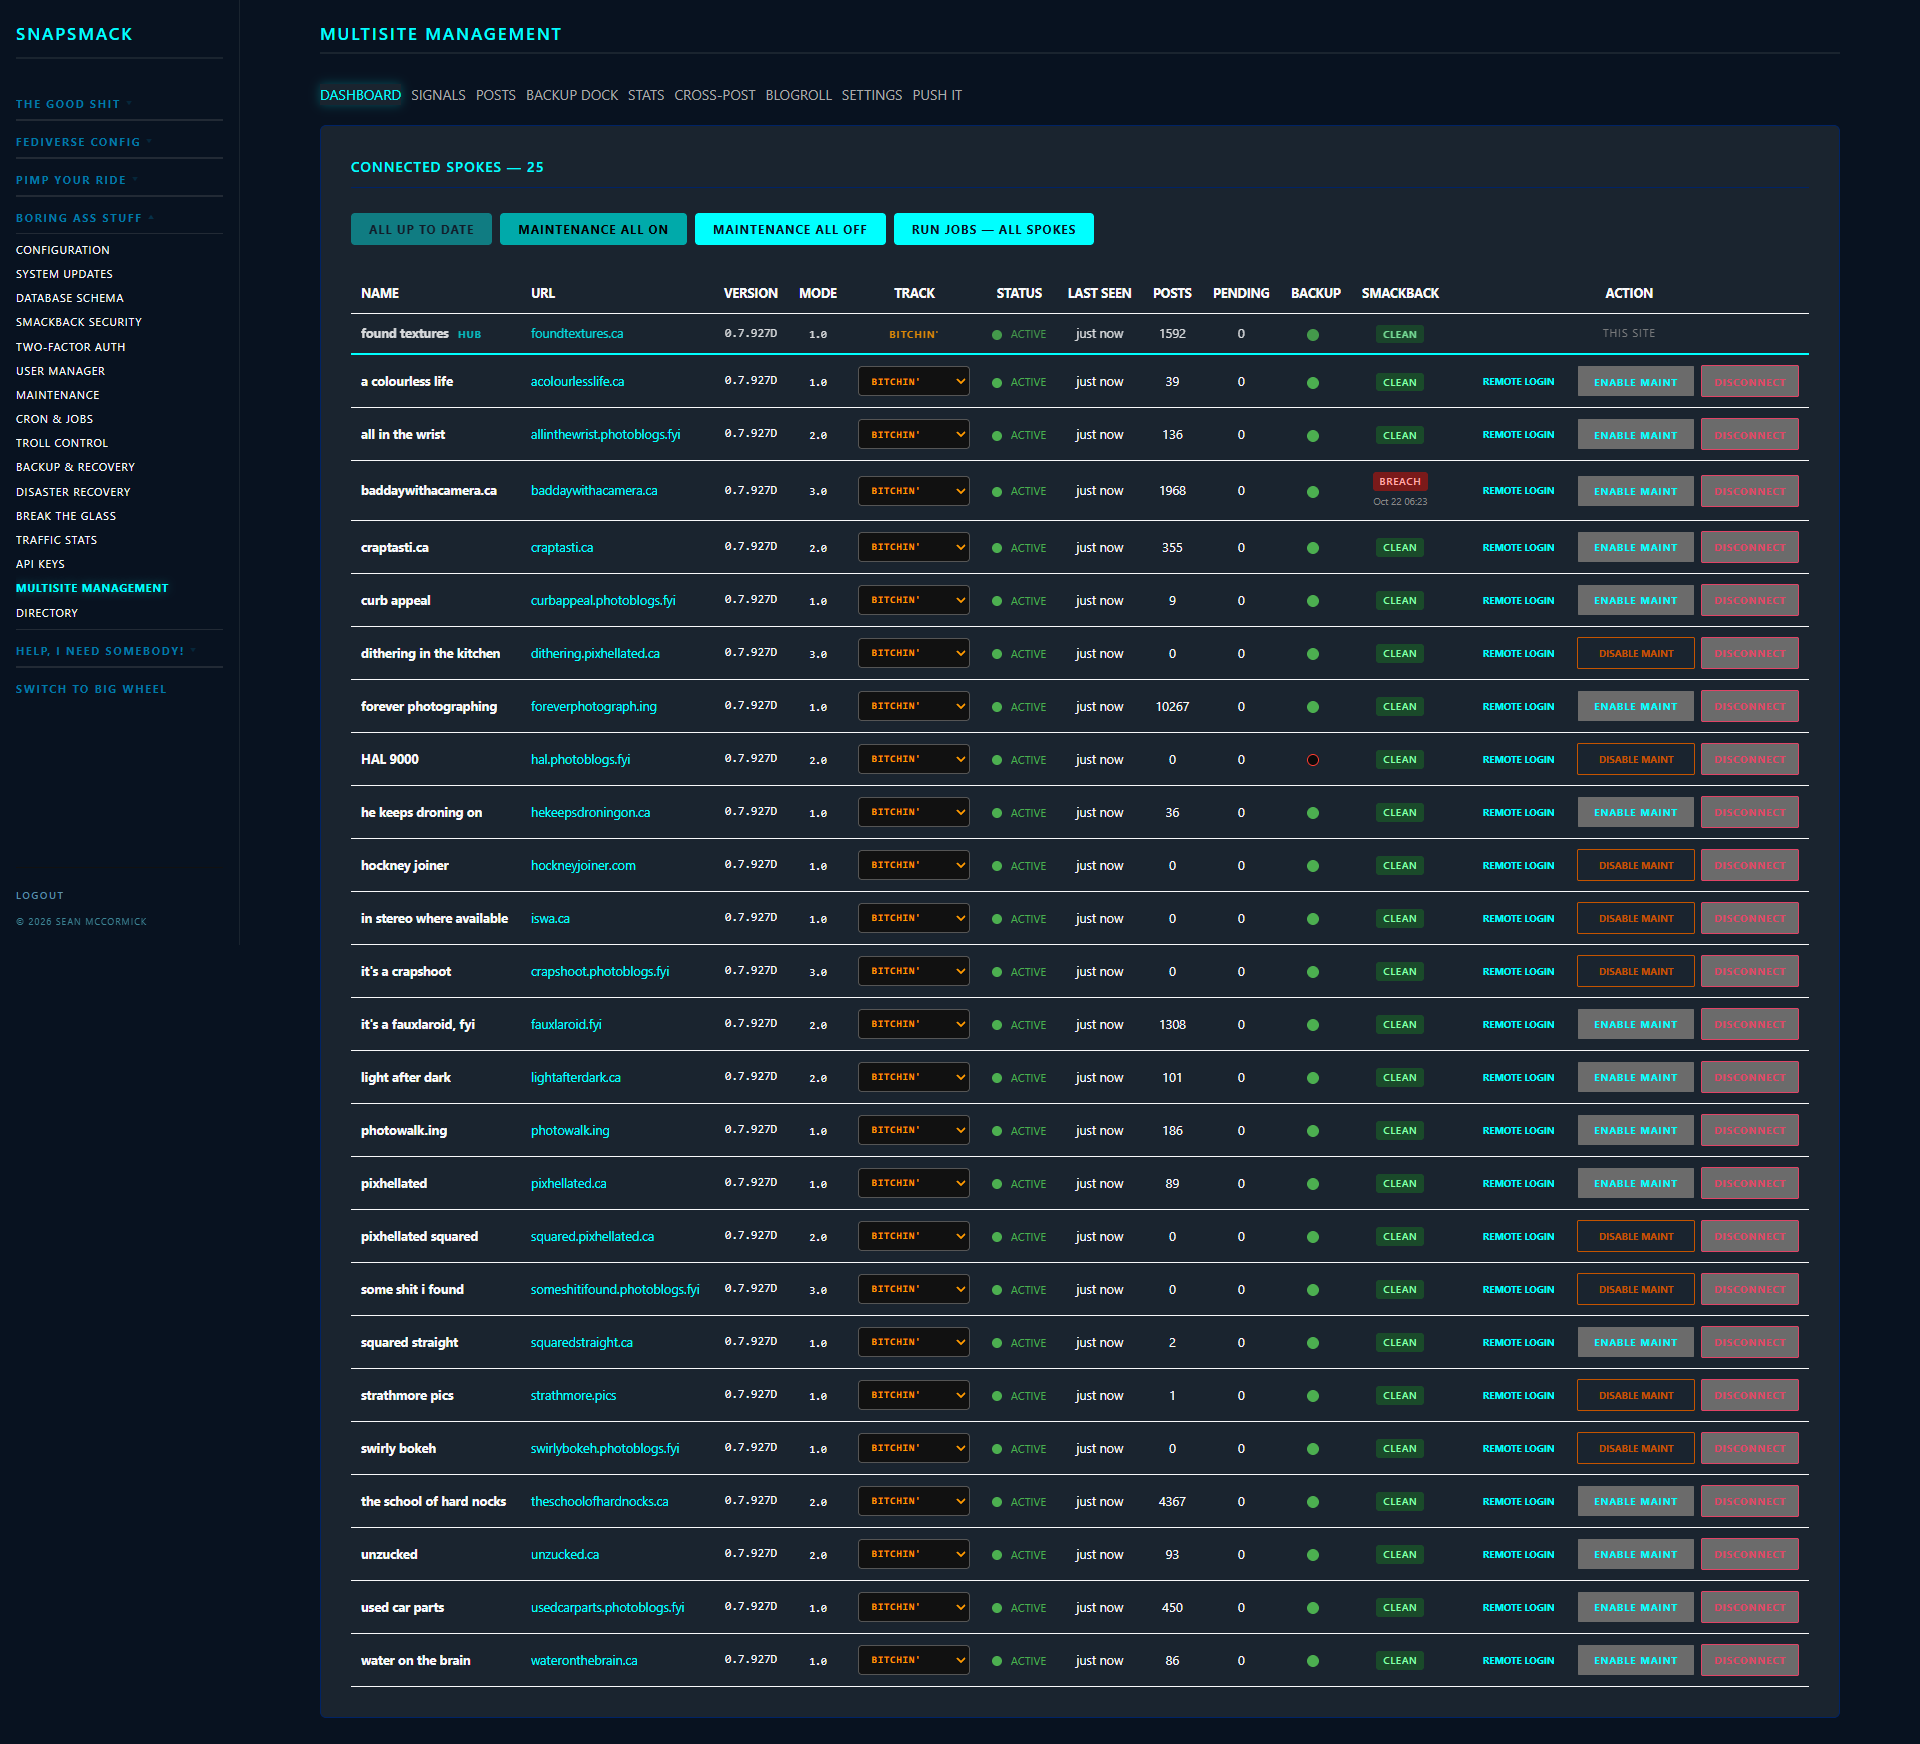 SNAPSMACK
THE GOOD SHIT
FEDIVERSE CONFIG
PIMP YOUR RIDE
BORING ASS STUFF
CONFIGURATION
SYSTEM UPDATES
DATABASE SCHEMA
SMACKBACK SECURITY
TWO-FACTOR AUTH
USER MANAGER
MAINTENANCE
CRON & JOBS
TROLL CONTROL
BACKUP & RECOVERY
DISASTER RECOVERY
BREAK THE GLASS
TRAFFIC STATS
API KEYS
MULTISITE MANAGEMENT
DIRECTORY
HELP, I NEED SOMEBODY!
SWITCH TO BIG WHEEL
LOGOUT
© 2026 SEAN MCCORMICK
MULTISITE MANAGEMENT
DASHBOARD SIGNALS POSTS BACKUP DOCK STATS CROSS-POST BLOGROLL SETTINGS PUSH IT
CONNECTED SPOKES — 25
ALL UP TO DATE MAINTENANCE ALL ON MAINTENANCE ALL OFF RUN JOBS — ALL SPOKES
NAME URL VERSION MODE TRACK STATUS LAST SEEN POSTS PENDING BACKUP SMACKBACK ACTION
found textures HUB foundtextures.ca 0.7.927D 1.0 BITCHIN' ACTIVE just now 1592 0 CLEAN THIS SITE
a colourless life acolourlesslife.ca 0.7.927D 1.0 BITCHIN' ACTIVE just now 39 0 CLEAN REMOTE LOGIN ENABLE MAINT DISCONNECT
all in the wrist allinthewrist.photoblogs.fyi 0.7.927D 2.0 BITCHIN' ACTIVE just now 136 0 CLEAN REMOTE LOGIN ENABLE MAINT DISCONNECT
baddaywithacamera.ca baddaywithacamera.ca 0.7.927D 3.0 BITCHIN' ACTIVE just now 1968 0 BREACH Oct 22 06:23 REMOTE LOGIN ENABLE MAINT DISCONNECT
craptasti.ca craptasti.ca 0.7.927D 2.0 BITCHIN' ACTIVE just now 355 0 CLEAN REMOTE LOGIN ENABLE MAINT DISCONNECT
curb appeal curbappeal.photoblogs.fyi 0.7.927D 1.0 BITCHIN' ACTIVE just now 9 0 CLEAN REMOTE LOGIN ENABLE MAINT DISCONNECT
dithering in the kitchen dithering.pixhellated.ca 0.7.927D 3.0 BITCHIN' ACTIVE just now 0 0 CLEAN REMOTE LOGIN DISABLE MAINT DISCONNECT
forever photographing foreverphotograph.ing 0.7.927D 1.0 BITCHIN' ACTIVE just now 10267 0 CLEAN REMOTE LOGIN ENABLE MAINT DISCONNECT
HAL 9000 hal.photoblogs.fyi 0.7.927D 2.0 BITCHIN' ACTIVE just now 0 0 CLEAN REMOTE LOGIN DISABLE MAINT DISCONNECT
he keeps droning on hekeepsdroningon.ca 0.7.927D 1.0 BITCHIN' ACTIVE just now 36 0 CLEAN REMOTE LOGIN ENABLE MAINT DISCONNECT
hockney joiner hockneyjoiner.com 0.7.927D 1.0 BITCHIN' ACTIVE just now 0 0 CLEAN REMOTE LOGIN DISABLE MAINT DISCONNECT
in stereo where available iswa.ca 0.7.927D 1.0 BITCHIN' ACTIVE just now 0 0 CLEAN REMOTE LOGIN DISABLE MAINT DISCONNECT
it's a crapshoot crapshoot.photoblogs.fyi 0.7.927D 3.0 BITCHIN' ACTIVE just now 0 0 CLEAN REMOTE LOGIN DISABLE MAINT DISCONNECT
it's a fauxlaroid, fyi fauxlaroid.fyi 0.7.927D 2.0 BITCHIN' ACTIVE just now 1308 0 CLEAN REMOTE LOGIN ENABLE MAINT DISCONNECT
light after dark lightafterdark.ca 0.7.927D 2.0 BITCHIN' ACTIVE just now 101 0 CLEAN REMOTE LOGIN ENABLE MAINT DISCONNECT
photowalk.ing photowalk.ing 0.7.927D 1.0 BITCHIN' ACTIVE just now 186 0 CLEAN REMOTE LOGIN ENABLE MAINT DISCONNECT
pixhellated pixhellated.ca 0.7.927D 1.0 BITCHIN' ACTIVE just now 89 0 CLEAN REMOTE LOGIN ENABLE MAINT DISCONNECT
pixhellated squared squared.pixhellated.ca 0.7.927D 2.0 BITCHIN' ACTIVE just now 0 0 CLEAN REMOTE LOGIN DISABLE MAINT DISCONNECT
some shit i found someshitifound.photoblogs.fyi 0.7.927D 3.0 BITCHIN' ACTIVE just now 0 0 CLEAN REMOTE LOGIN DISABLE MAINT DISCONNECT
squared straight squaredstraight.ca 0.7.927D 1.0 BITCHIN' ACTIVE just now 2 0 CLEAN REMOTE LOGIN ENABLE MAINT DISCONNECT
strathmore pics strathmore.pics 0.7.927D 1.0 BITCHIN' ACTIVE just now 1 0 CLEAN REMOTE LOGIN DISABLE MAINT DISCONNECT
swirly bokeh swirlybokeh.photoblogs.fyi 0.7.927D 1.0 BITCHIN' ACTIVE just now 0 0 CLEAN REMOTE LOGIN DISABLE MAINT DISCONNECT
the school of hard nocks theschoolofhardnocks.ca 0.7.927D 2.0 BITCHIN' ACTIVE just now 4367 0 CLEAN REMOTE LOGIN ENABLE MAINT DISCONNECT
unzucked unzucked.ca 0.7.927D 2.0 BITCHIN' ACTIVE just now 93 0 CLEAN REMOTE LOGIN ENABLE MAINT DISCONNECT
used car parts usedcarparts.photoblogs.fyi 0.7.927D 1.0 BITCHIN' ACTIVE just now 450 0 CLEAN REMOTE LOGIN ENABLE MAINT DISCONNECT
water on the brain wateronthebrain.ca 0.7.927D 1.0 BITCHIN' ACTIVE just now 86 0 CLEAN REMOTE LOGIN ENABLE MAINT DISCONNECT